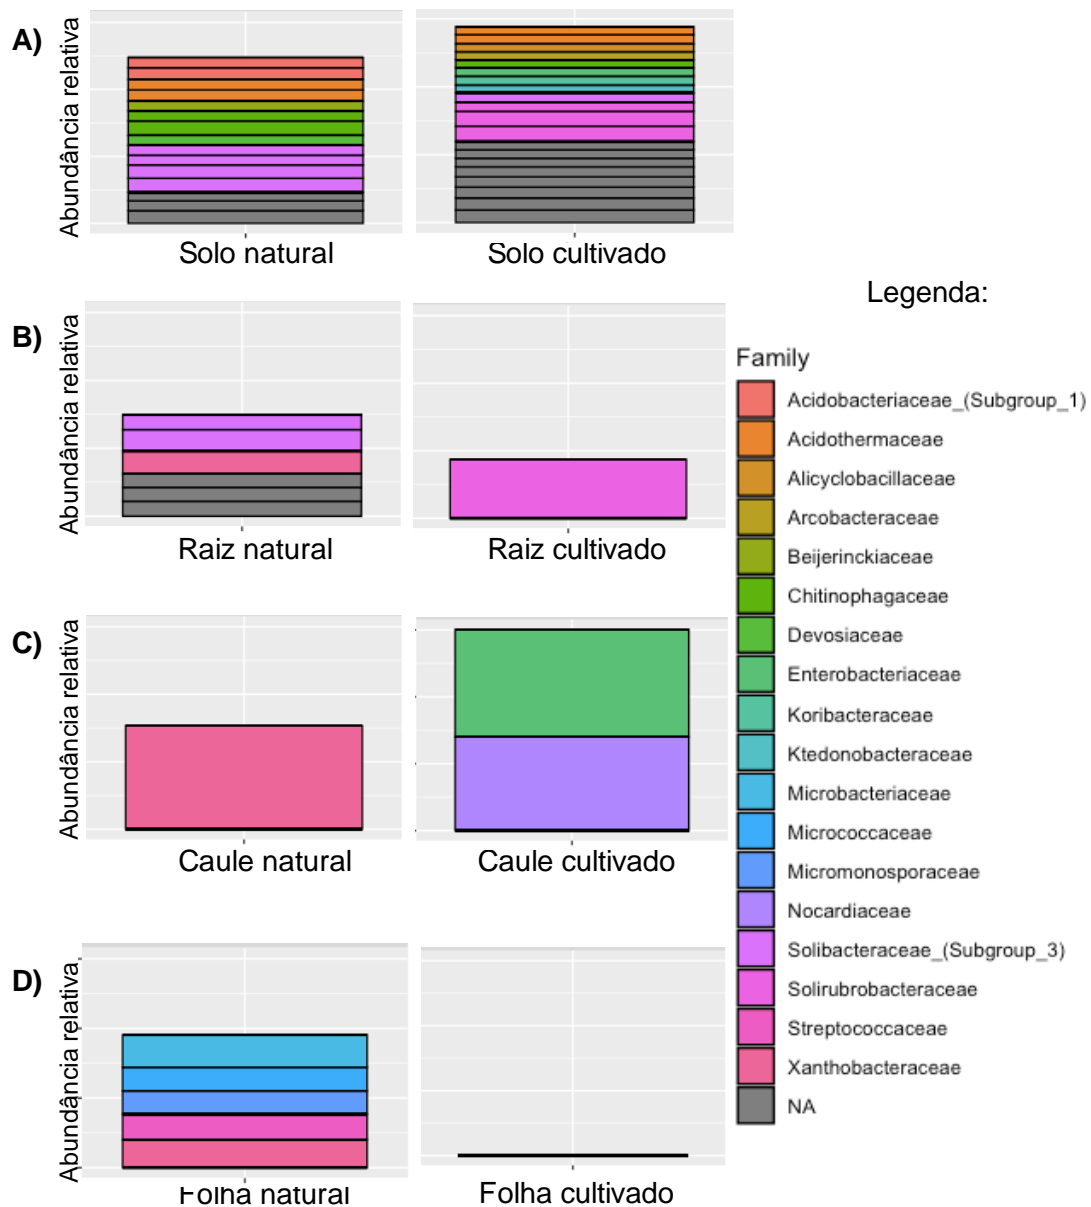 A)
Abundância relativa
Solo natural
Solo cultivado
Legenda:
B)
Abundância relativa
Raiz natural
Raiz cultivado
C)
Abundância relativa
Caule natural
Caule cultivado
D)
Abundância relativa
Folha natural
Folha cultivado
Family
Acidobacteriaceae_(Subgroup_1)
Acidothermaceae
Alicyclobacillaceae
Arcobacteraceae
Beijerinckiaceae
Chitinophagaceae
Devosiaceae
Enterobacteriaceae
Koribacteraceae
Ktedonobacteraceae
Microbacteriaceae
Micrococcaceae
Micromonosporaceae
Nocardiaceae
Solibacteraceae_(Subgroup_3)
Solirubrobacteraceae
Streptococcaceae
Xanthobacteraceae
NA